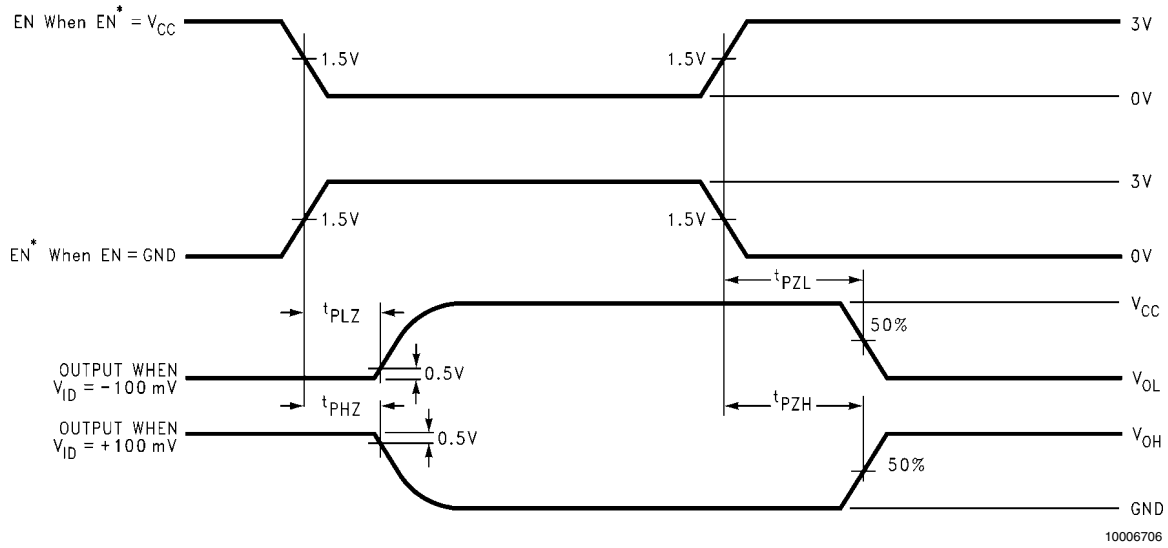 EN When EN* = VCC
3V
1.5V
1.5V
0V
3V
1.5V
1.5V
EN* When EN = GND
0V
tPZL
VCC
tPLZ
50%
OUTPUT WHEN
VID = −100 mV
0.5V
VOL
tPHZ
tPZH
OUTPUT WHEN
VID = +100 mV
0.5V
VOH
50%
GND
10006706